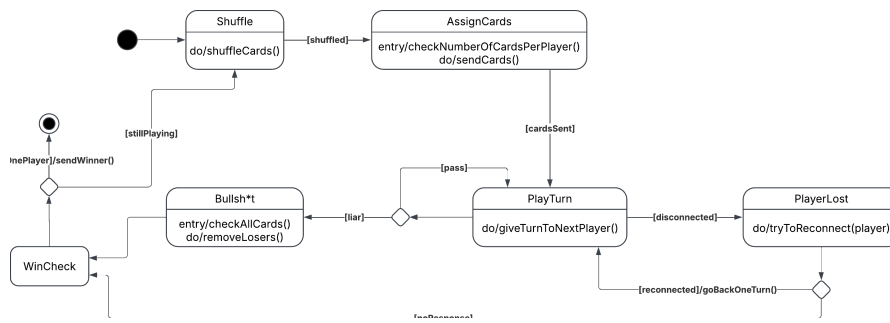 Shuffle
do/shuffleCards()
[shuffled]
AssignCards
entry/checkNumberOfCardsPerPlayer()
do/sendCards()
[cardsSent]
[stillPlaying]
nePlayer]/sendWinner()
[pass]
Bullsh*t
entry/checkAllCards()
do/removeLosers()
[liar]
PlayTurn
do/giveTurnToNextPlayer()
[disconnected]
PlayerLost
do/tryToReconnect(player)
WinCheck
[reconnected]/goBackOneTurn()
[noResponse]